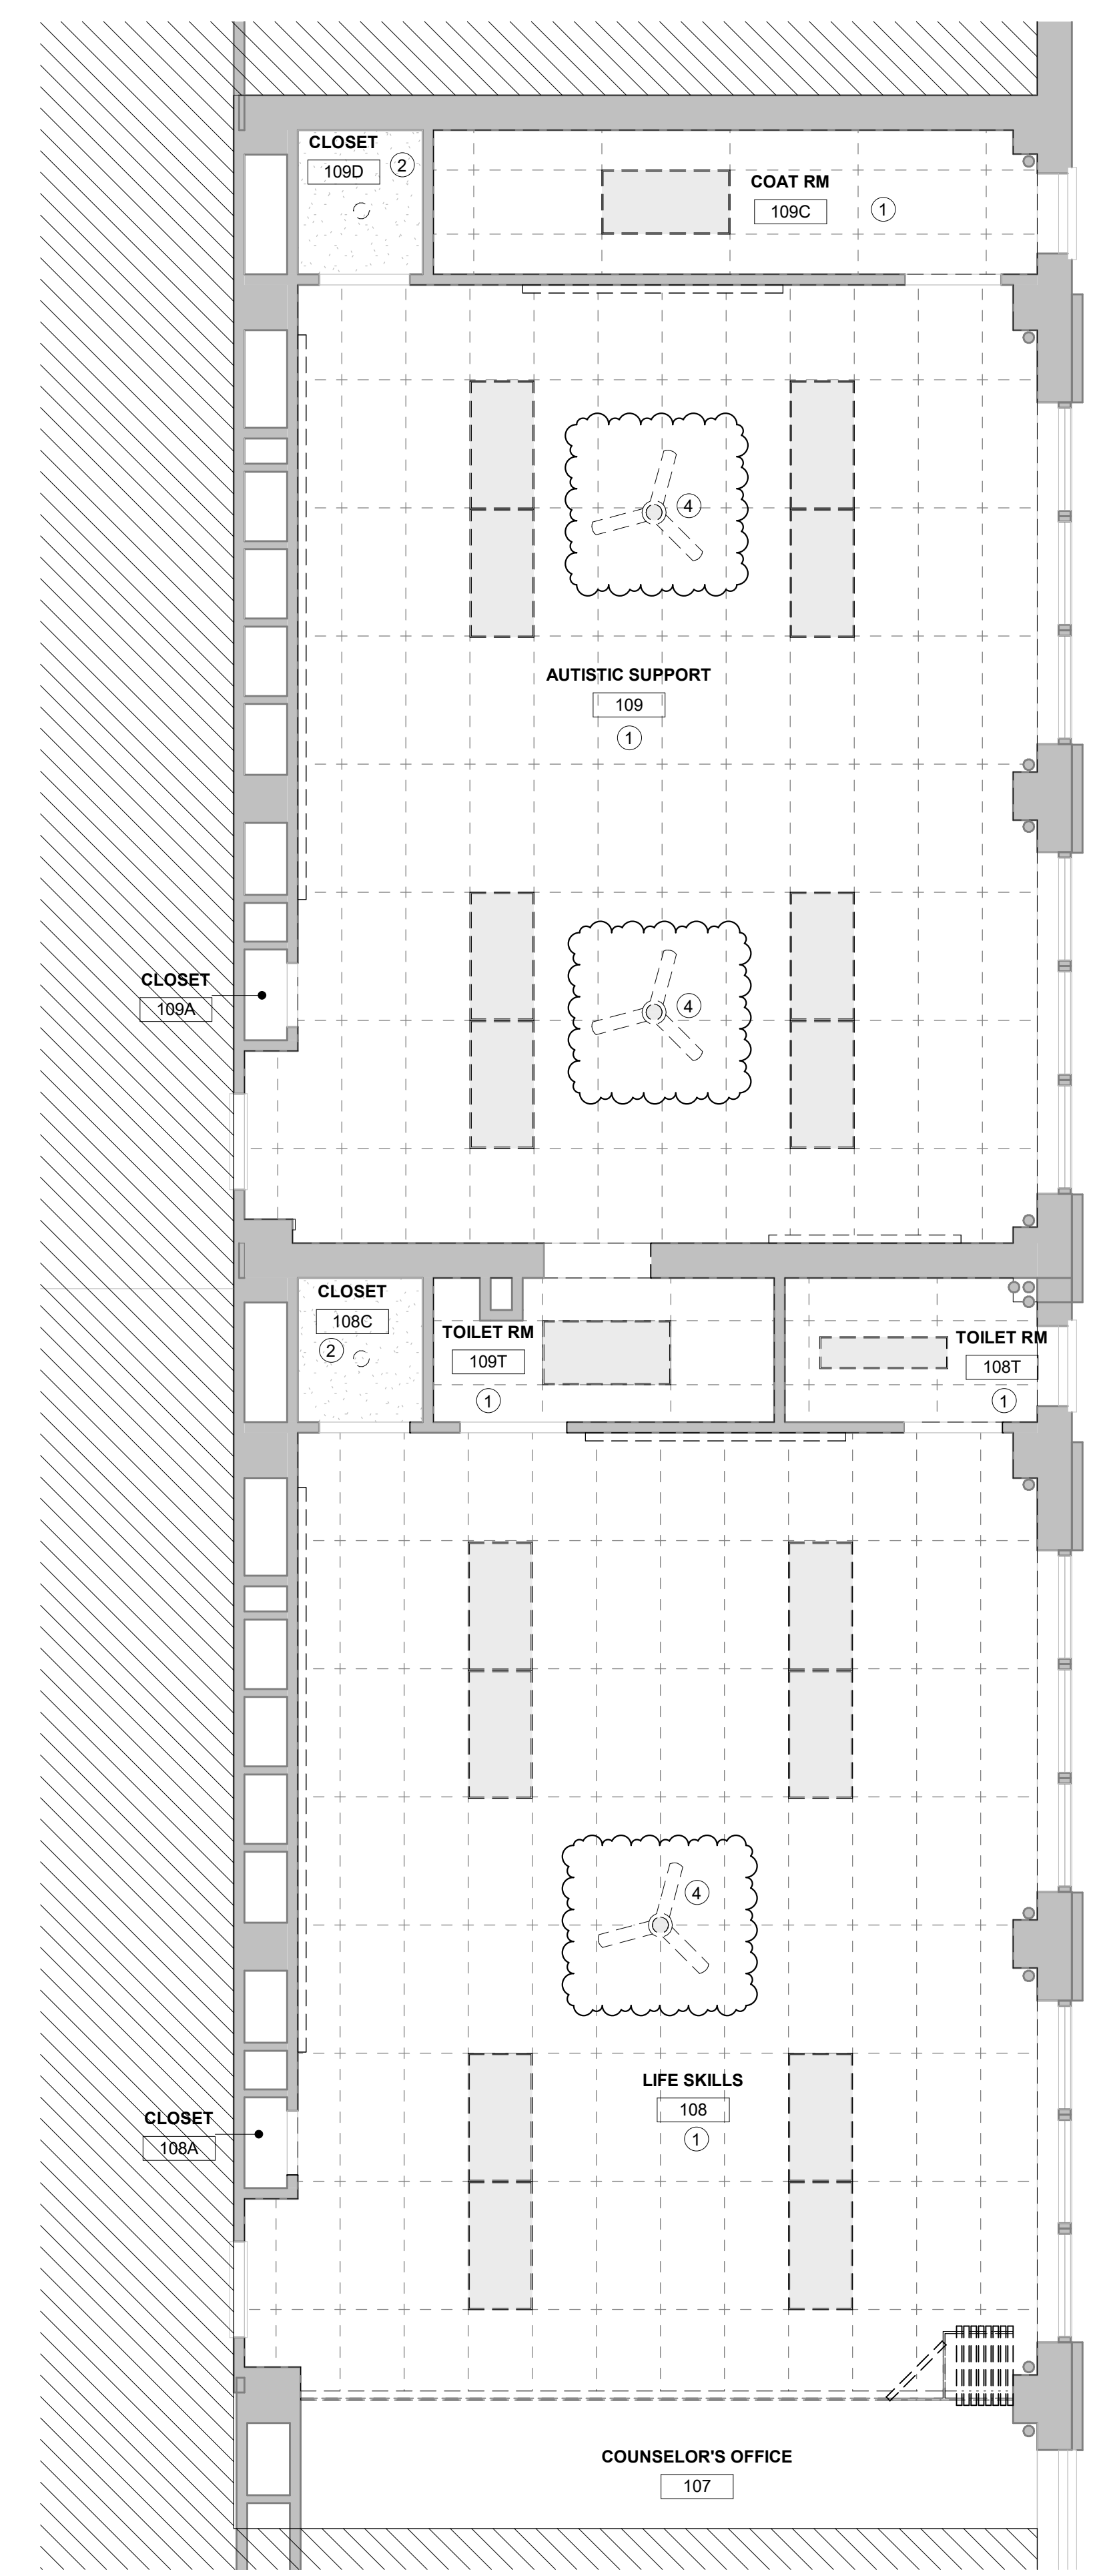 CLOSET
109D
2
COAT RM
109C
1
4
AUTISTIC SUPPORT
109
1
CLOSET
109A
4
CLOSET
108C
2
TOILET RM
109T
1
TOILET RM
108T
1
4
LIFE SKILLS
108
1
CLOSET
108A
COUNSELOR'S OFFICE
107